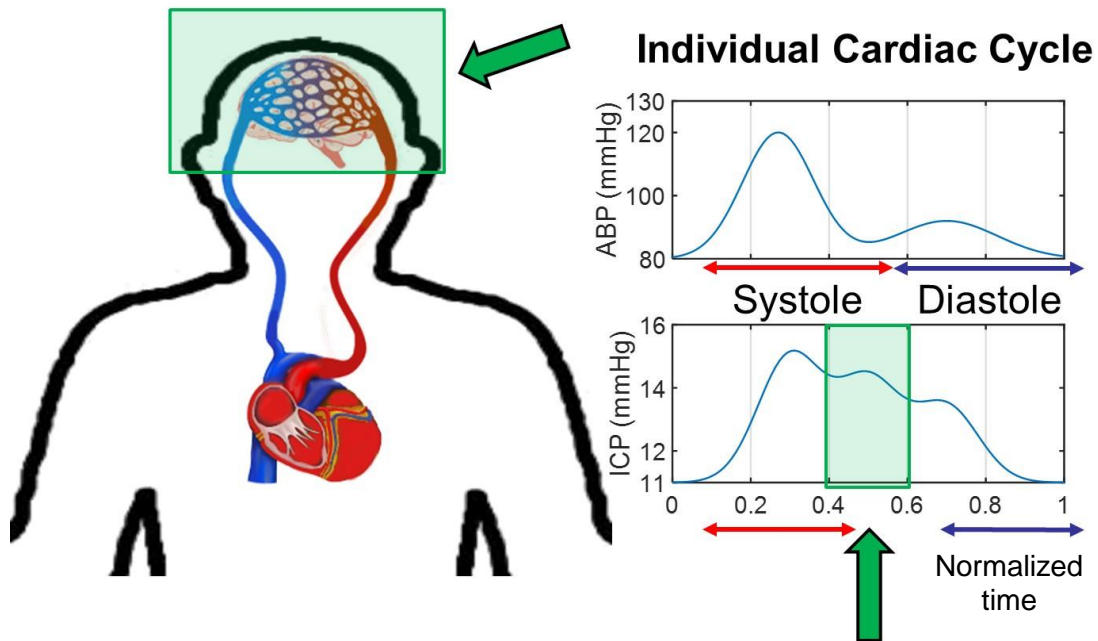 Individual Cardiac Cycle
ABP (mmHg)
130
120
100
80
Systole
Diastole
ICP (mmHg)
16
14
12
11
0
0.2
0.4
0.6
0.8
1
Normalized
time